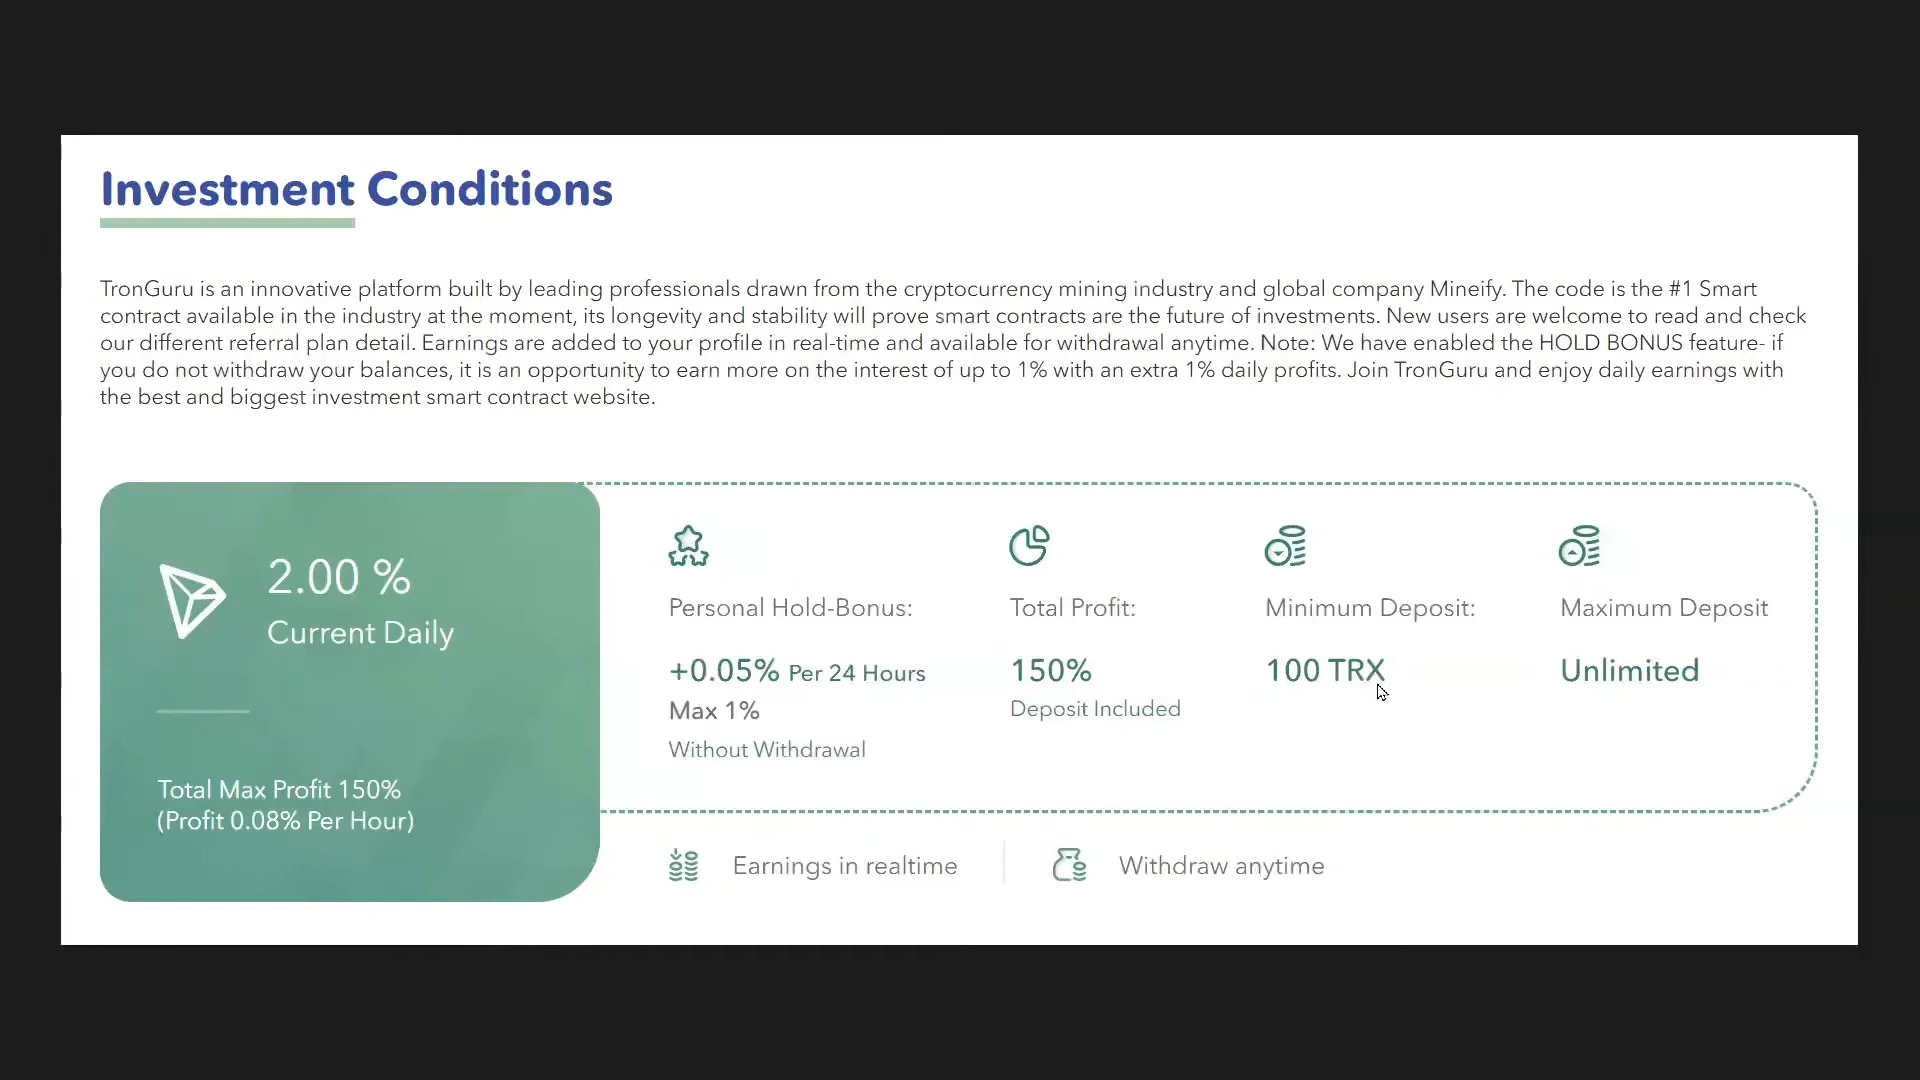 Investment Conditions
TronGuru is an innovative platform built by leading professionals drawn from the cryptocurrency mining industry and global company Mineify. The code is the #1 Smart
contract available in the industry at the moment, its longevity and stability will prove smart contracts are the future of investments. New users are welcome to read and check
our different referral plan detail. Earnings are added to your profile in real-time and available for withdrawal anytime. Note: We have enabled the HOLD BONUS feature- if
you do not withdraw your balances, it is an opportunity to earn more on the interest of up to 1% with an extra 1% daily profits. Join TronGuru and enjoy daily earnings with
the best and biggest investment smart contract website.
2.00 %
Current Daily
Total Max Profit 150%
(Profit 0.08% Per Hour)
Personal Hold-Bonus:
+0.05% Per 24 Hours
Max 1%
Without Withdrawal
Total Profit:
150%
Deposit Included
Minimum Deposit:
100 TRX
Maximum Deposit
Unlimited
Earnings in realtime
Withdraw anytime